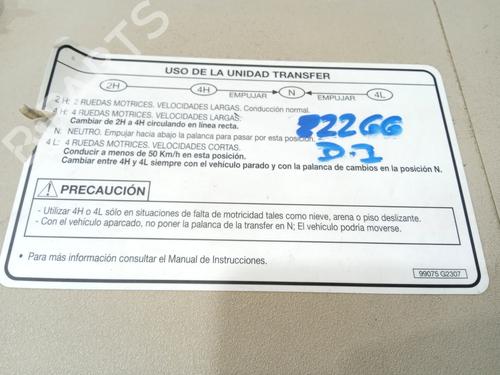 USO DE LA UNIDAD TRANSFER
2H 4H EMPUJAR N EMPUJAR 4L
2 H: 2 RUEDAS MOTRICES. VELOCIDADES LARGAS. Conducción normal.
4 H: 4 RUEDAS MOTRICES. VELOCIDADES LARGAS.
Cambiar de 2H a 4H circulando en línea recta.
N: NEUTRO. Empujar hacia abajo la palanca para pasar por esta posición.
4 L: 4 RUEDAS MOTRICES. VELOCIDADES CORTAS.
Conducir a menos de 50 Km/h en esta posición.
Cambiar entre 4H y 4L siempre con el vehículo parado y con la palanca de cambios en la posición N.
82266
D-1
PRECAUCIÓN
- Utilizar 4H o 4L sólo en situaciones de falta de motricidad tales como nieve, arena o piso deslizante.
- Con el vehículo aparcado, no poner la palanca de la transfer en N; El vehículo podría moverse.
• Para más información consultar el Manual de Instrucciones.
99075 G2307